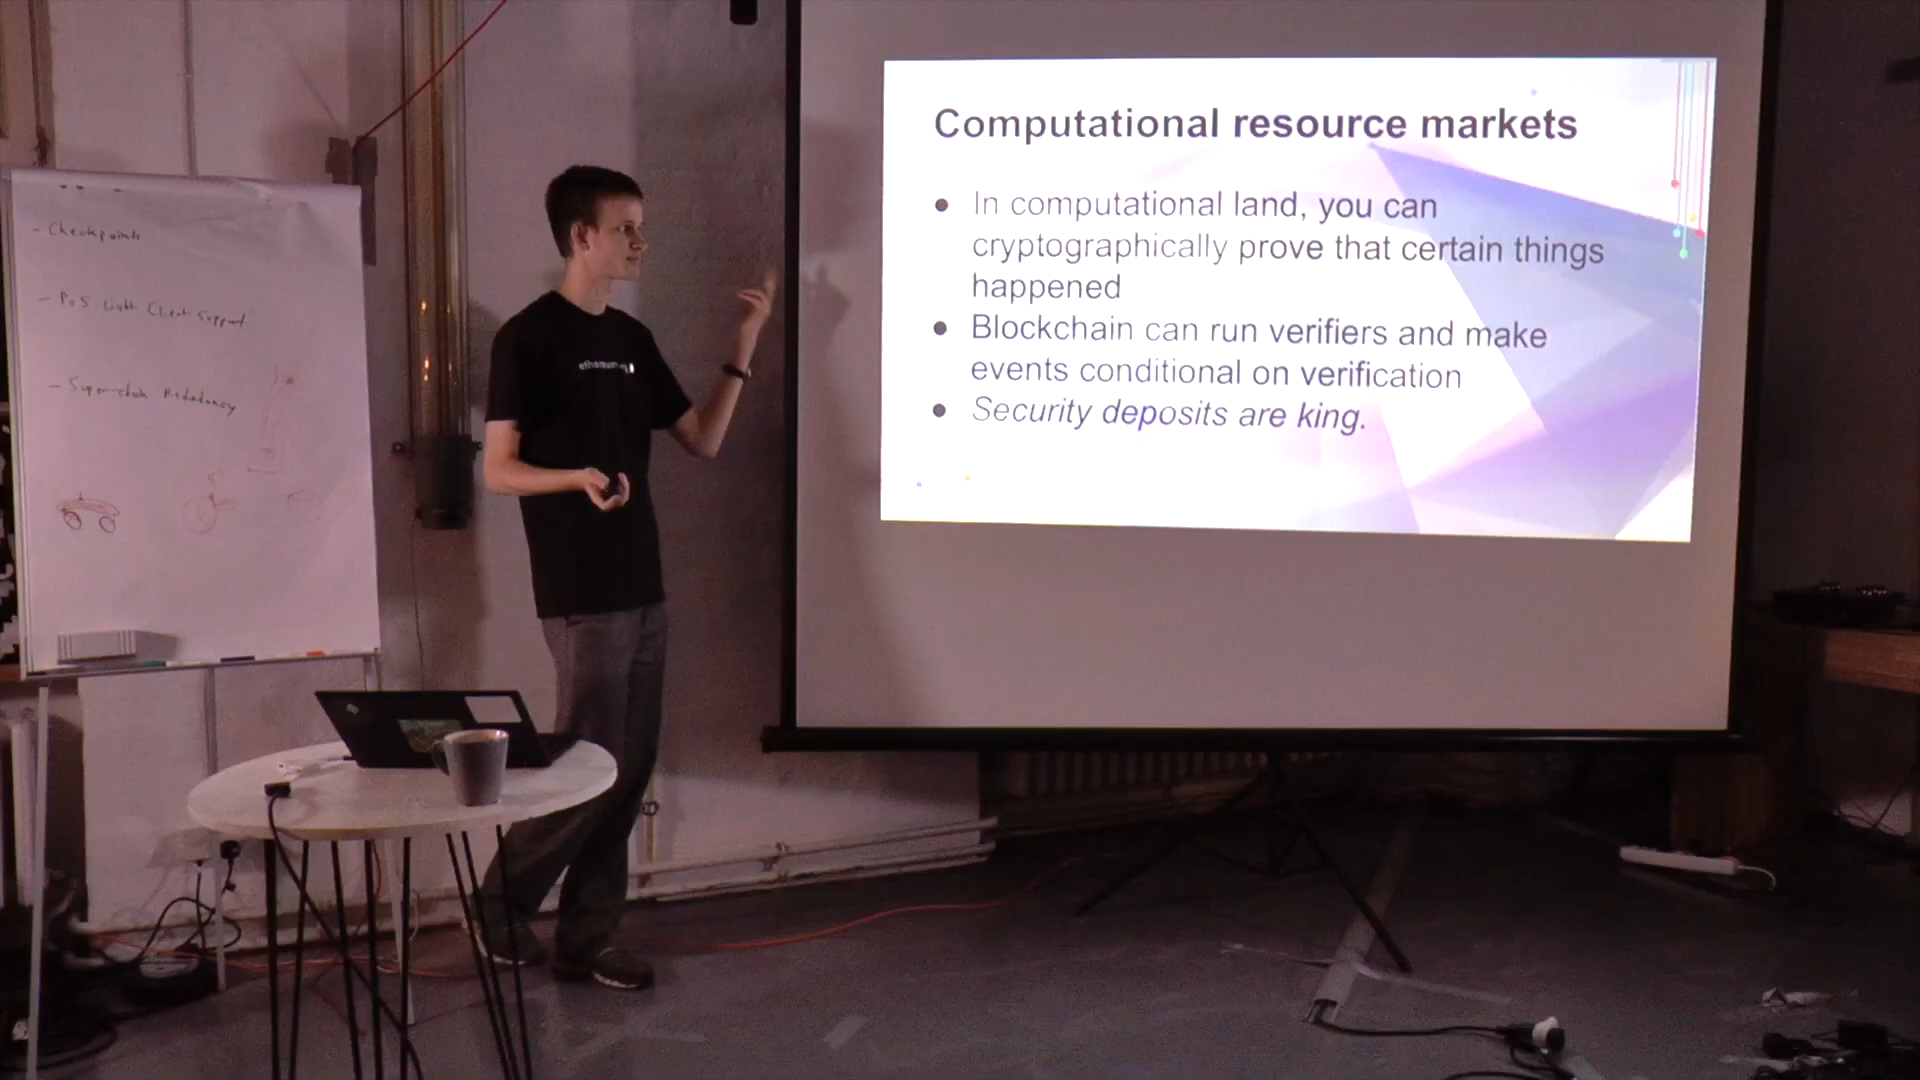 - Checkpoints
- PoS Light Client Support
- Super-chain Redundancy
ethereum
Computational resource markets
● In computational land, you can
cryptographically prove that certain things
happened
● Blockchain can run verifiers and make
events conditional on verification
● Security deposits are king.